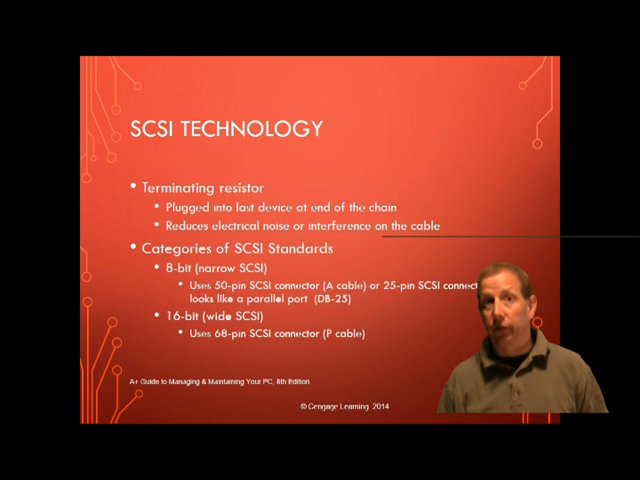 SCSI TECHNOLOGY
• Terminating resistor
• Plugged into last device at end of the chain
• Reduces electrical noise or interference on the cable
• Categories of SCSI Standards
• 8-bit (narrow SCSI)
• Uses 50-pin SCSI connector (A cable) or 25-pin SCSI
looks like a parallel port (DB-25)
• 16-bit (wide SCSI)
• Uses 68-pin SCSI connector (P cable)
A+ Guide to Managing & Maintaining Your PC, 8th Edition
© Cengage Learning 2014